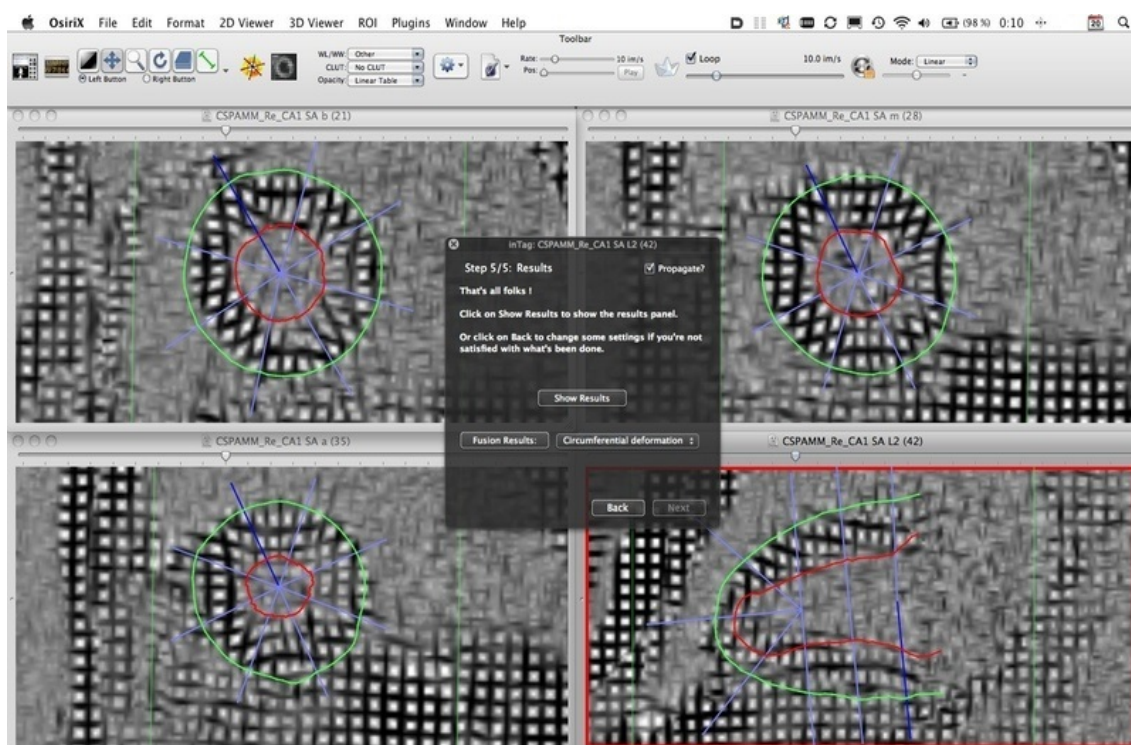 OsiriX File Edit Format 2D Viewer 3D Viewer ROI Plugins Window Help (98 %) 0:10 20
Toolbar
WL/WW: Other
CLUT: No CLUT
Opacity: Linear Table
Left Button Right Button
Rate: 10 im/s
Pos: Play
Loop 10.0 im/s
Mode: Linear
CSPAMM_Re_CA1 SA b (21)
CSPAMM_Re_CA1 SA m (28)
inTag: CSPAMM_Re_CA1 SA L2 (42)
Step 5/5: Results Propagate?
That's all folks !
Click on Show Results to show the results panel.
Or click on Back to change some settings if you're not
satisfied with what's been done.
Show Results
Fusion Results: Circumferential deformation
Back Next
CSPAMM_Re_CA1 SA a (35)
CSPAMM_Re_CA1 SA L2 (42)